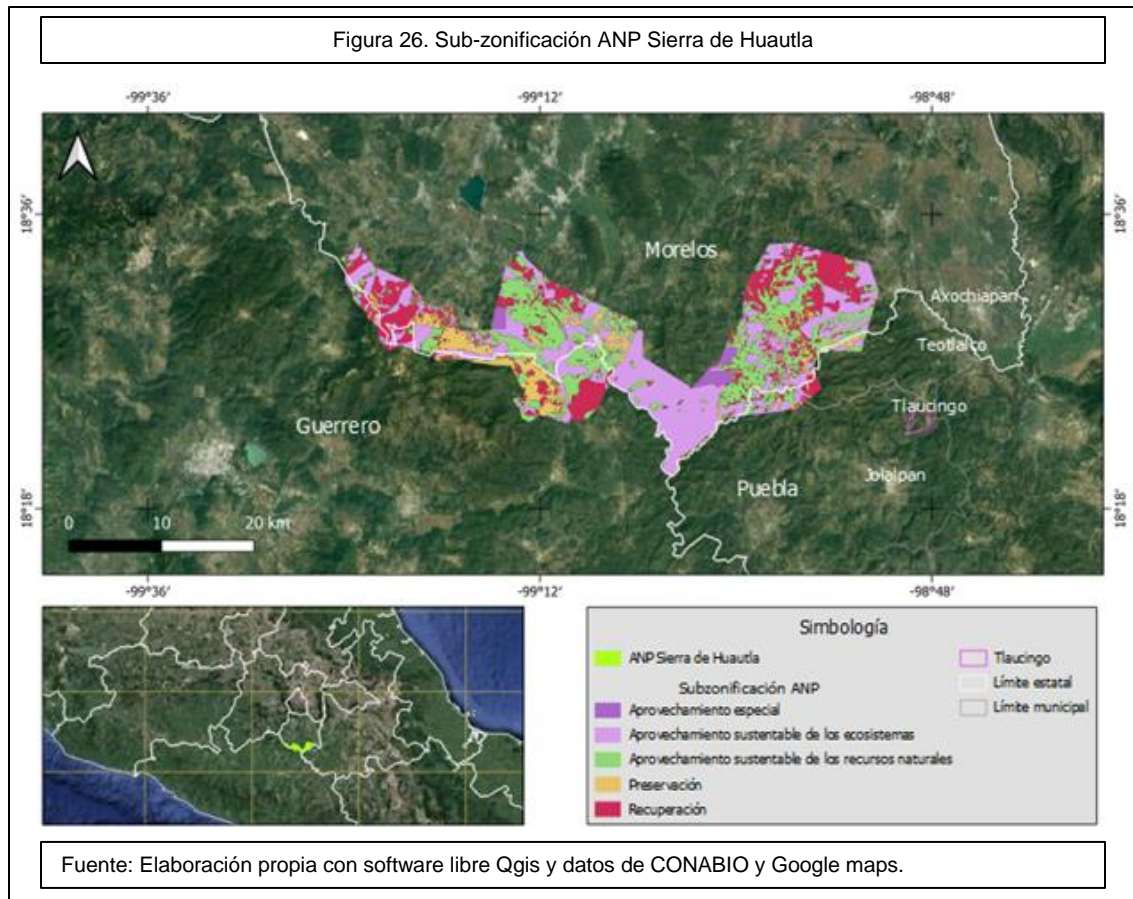 Figura 26. Sub-zonificación ANP Sierra de Huautla
-99°36' -99°12' -98°48'
18°36' 18°36'
Morelos
Axochiapan
Teotlalco
Tlaucingo
Guerrero
Jolalpan
Puebla
18°18' 18°18'
0 10 20 km
-99°36' -99°12' -98°48'
Simbología
ANP Sierra de Huautla
Subzonificación ANP
Aprovechamiento especial
Aprovechamiento sustentable de los ecosistemas
Aprovechamiento sustentable de los recursos naturales
Preservación
Recuperación
Tlaucingo
Límite estatal
Límite municipal
Fuente: Elaboración propia con software libre Qgis y datos de CONABIO y Google maps.